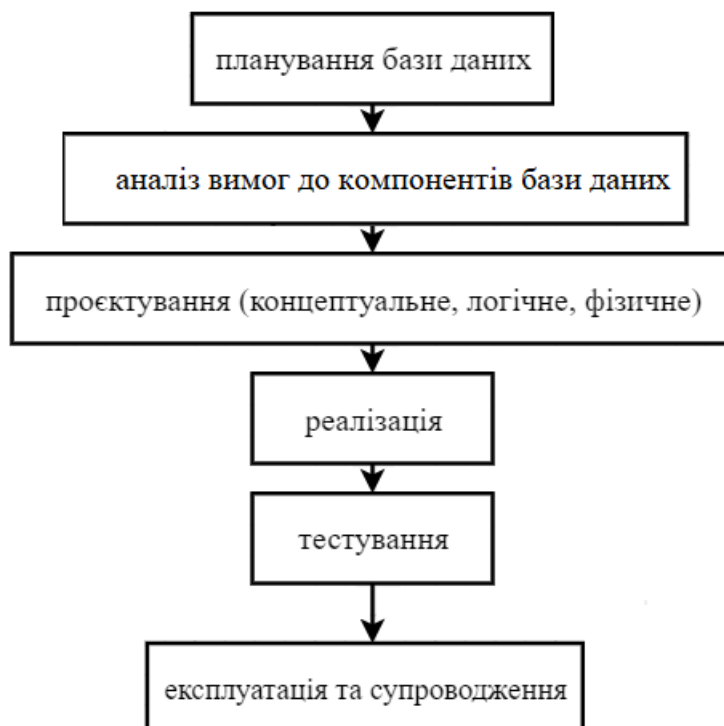 планування бази даних
аналіз вимог до компонентів бази даних
проєктування (концептуальне, логічне, фізичне)
реалізація
тестування
експлуатація та супроводження